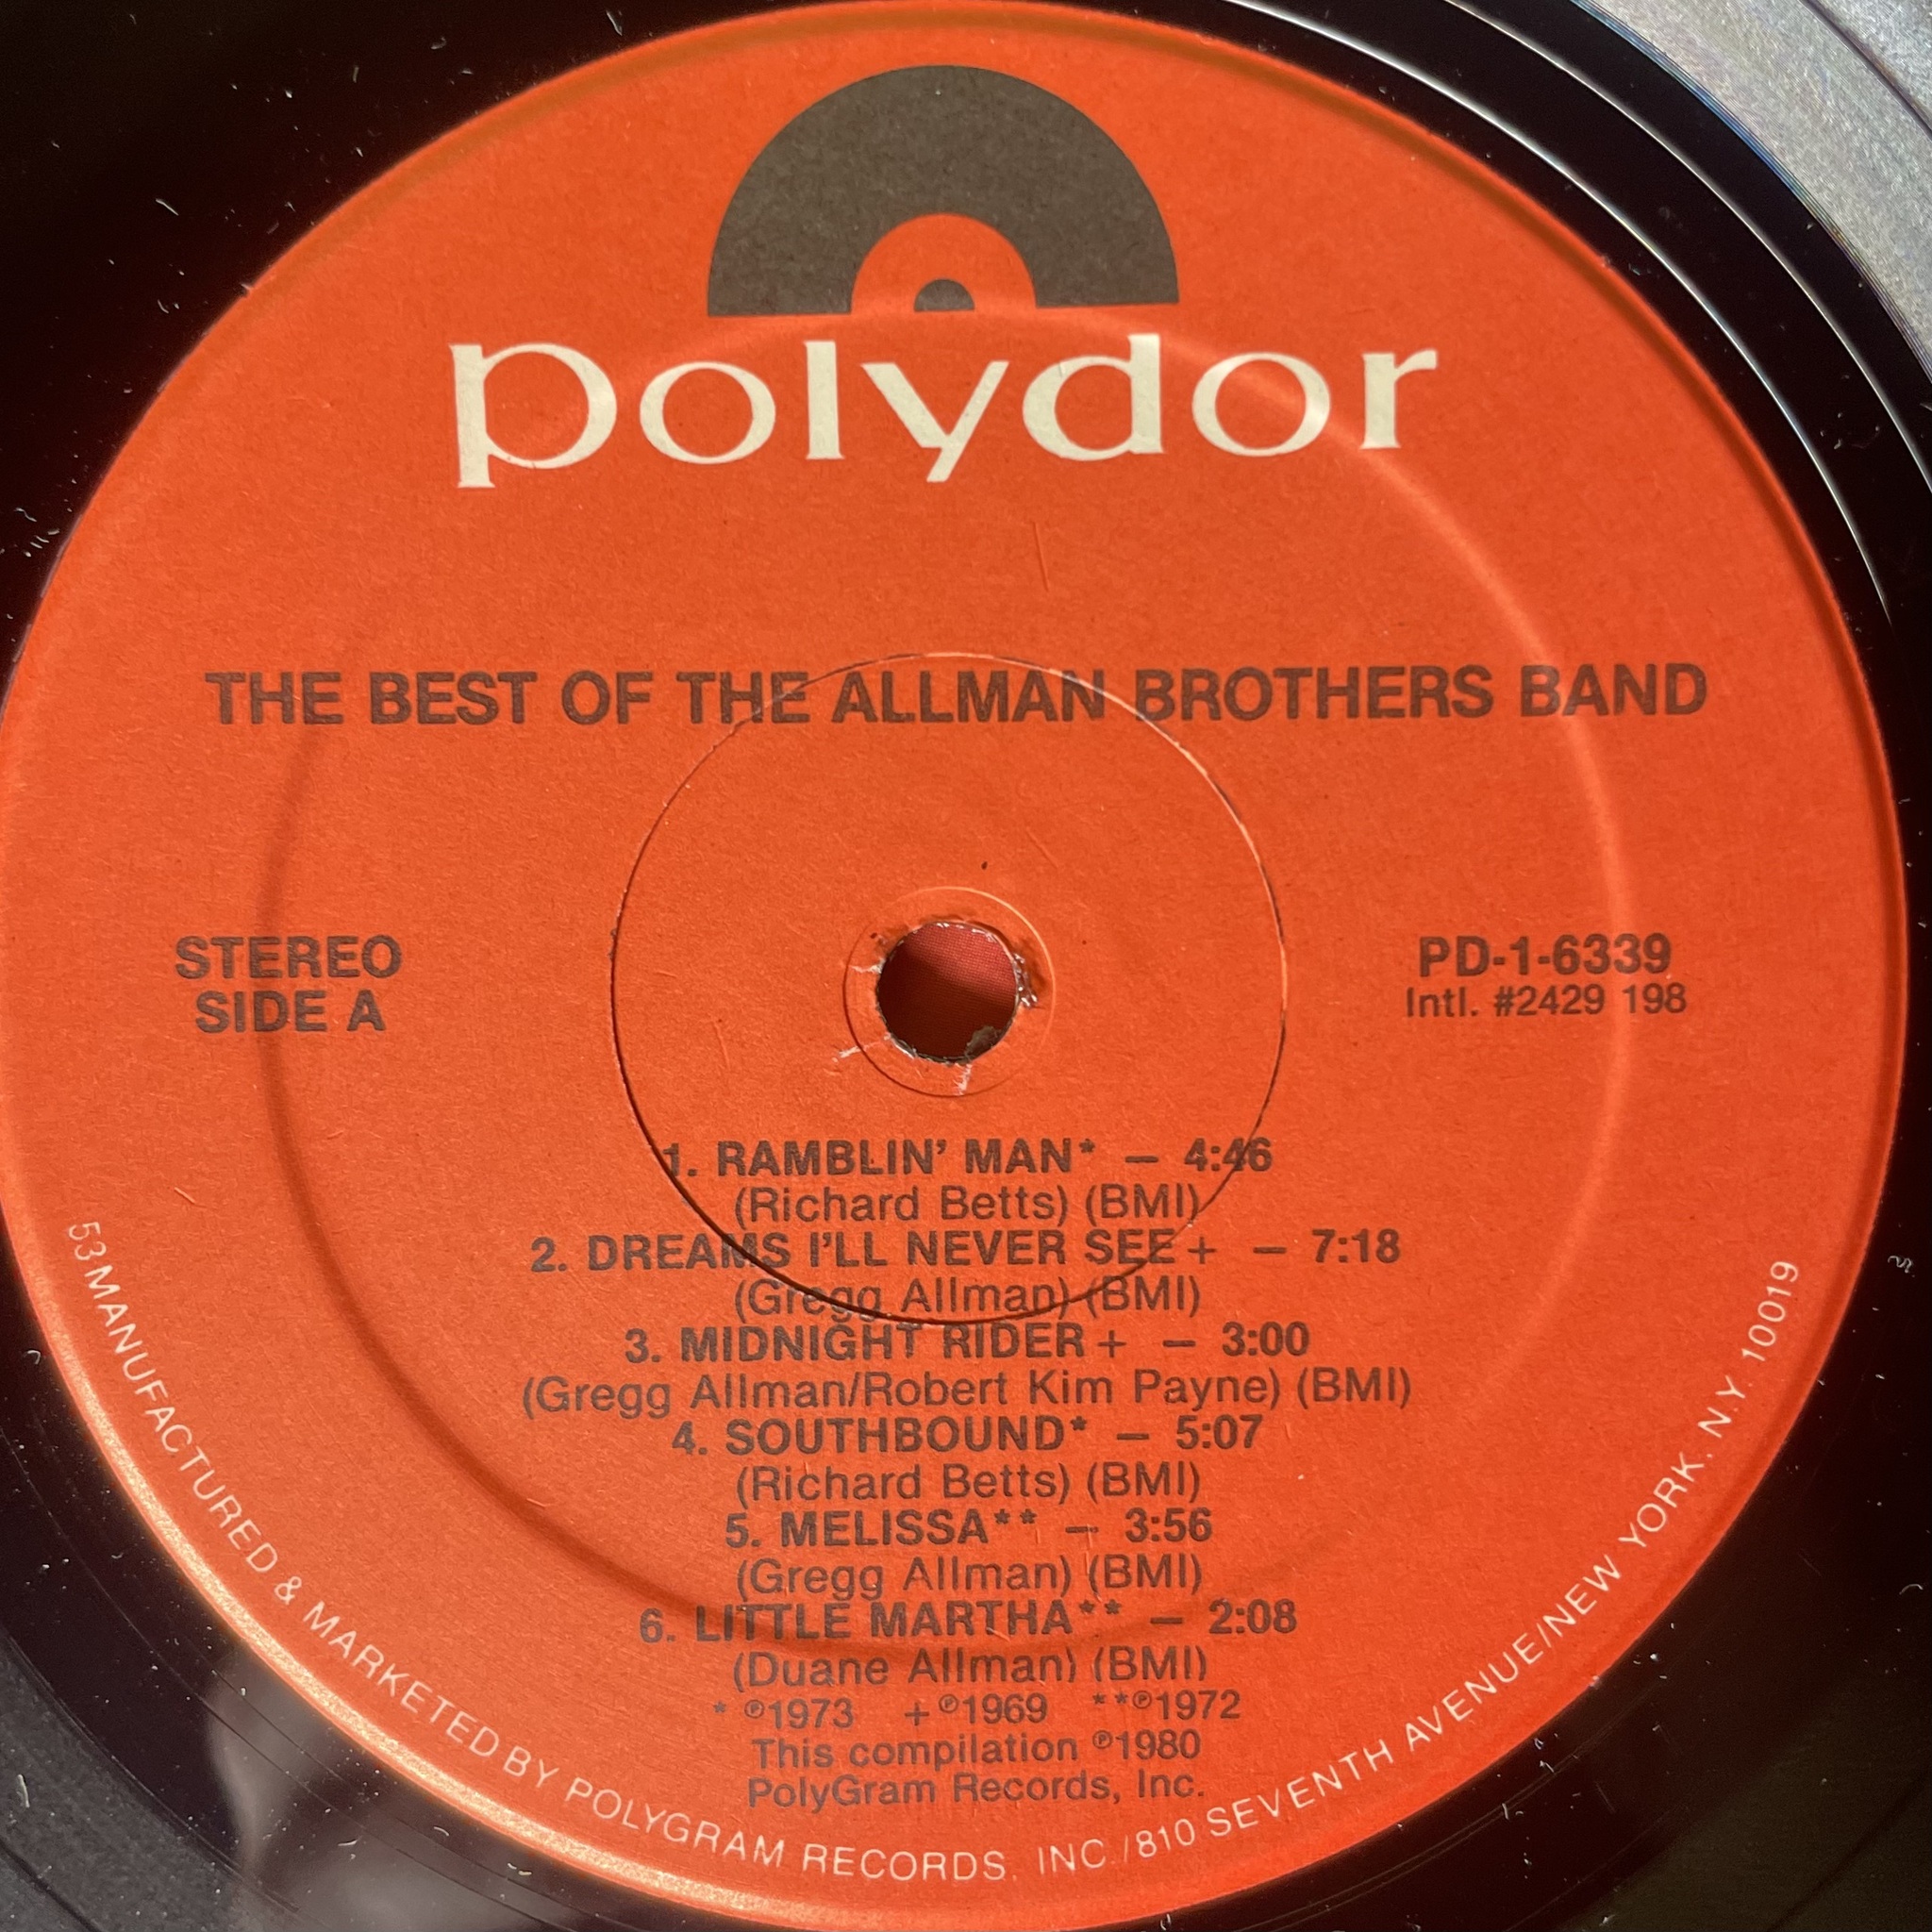 polydor
THE BEST OF THE ALLMAN BROTHERS BAND
STEREO
SIDE A
PD-1-6339
Intl. #2429 198
1. RAMBLIN' MAN* — 4:46
(Richard Betts) (BMI)
2. DREAMS I'LL NEVER SEE+ — 7:18
(Gregg Allman) (BMI)
3. MIDNIGHT RIDER+ — 3:00
(Gregg Allman/Robert Kim Payne) (BMI)
4. SOUTHBOUND* — 5:07
(Richard Betts) (BMI)
5. MELISSA** — 3:56
(Gregg Allman) (BMI)
6. LITTLE MARTHA** — 2:08
(Duane Allman) (BMI)
* ℗1973 +℗1969 **℗1972
This compilation ℗1980
PolyGram Records, Inc.
53 MANUFACTURED & MARKETED BY POLYGRAM RECORDS, INC./810 SEVENTH AVENUE/NEW YORK, N.Y. 10019